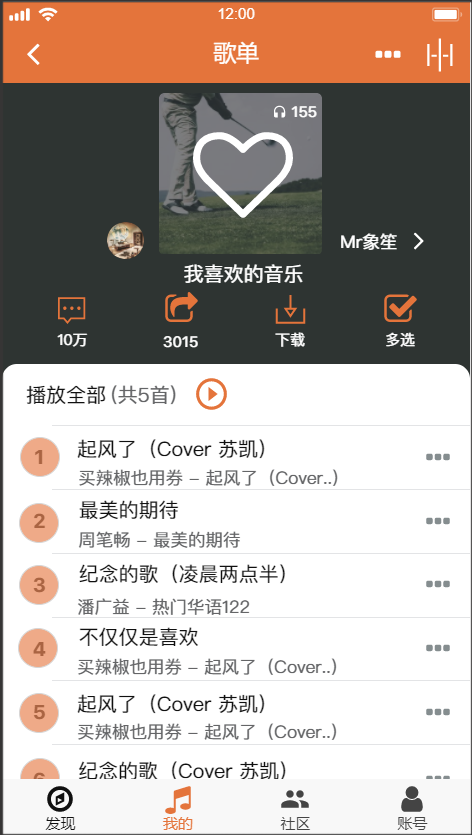 12:00
歌单
155
Mr象笙
我喜欢的音乐
10万
3015
下载
多选
播放全部 (共5首)
1
起风了（Cover 苏凯）
买辣椒也用券 – 起风了（Cover..）
2
最美的期待
周笔畅 – 最美的期待
3
纪念的歌（凌晨两点半）
潘广益 – 热门华语122
4
不仅仅是喜欢
买辣椒也用券 – 起风了（Cover..）
5
起风了（Cover 苏凯）
买辣椒也用券 – 起风了（Cover..）
6
纪念的歌（Cover 苏凯）
发现
我的
社区
账号